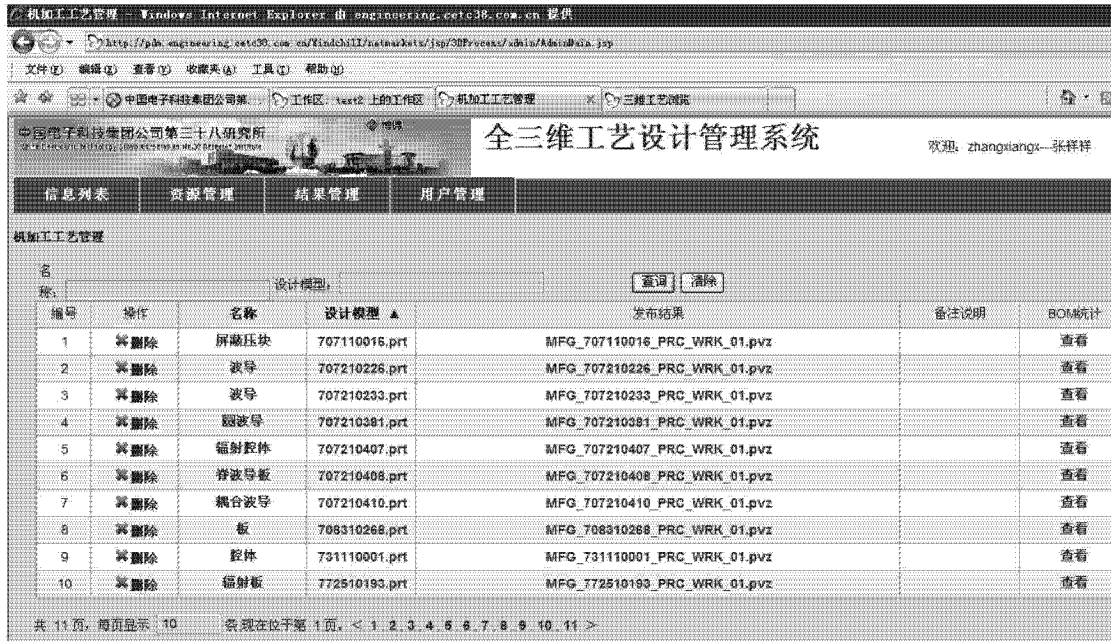 机加工工艺管理 - Windows Internet Explorer 由 engineering.cetc38.com.cn 提供
http://pdm.engineering.cetc38.com.cn/Windchill/netmarkets/jsp/3DProcess/admin/AdminMain.jsp
文件(F) 编辑(E) 查看(V) 收藏夹(A) 工具(T) 帮助(H)
中国电子科技集团公司第... 工作区: test2 上的工作区 机加工工艺管理 三维工艺浏览
中国电子科技集团公司第三十八研究所
全三维工艺设计管理系统
欢迎: zhangxiangx---张祥祥
信息列表 资源管理 结果管理 用户管理
机加工工艺管理
名称: 设计模型: 查询 清除
编号 操作 名称 设计模型 ▲ 发布结果 备注说明 BOM统计
1 删除 屏蔽压块 707110016.prt MFG_707110016_PRC_WRK_01.pvz 查看
2 删除 波导 707210226.prt MFG_707210226_PRC_WRK_01.pvz 查看
3 删除 波导 707210233.prt MFG_707210233_PRC_WRK_01.pvz 查看
4 删除 圆波导 707210381.prt MFG_707210381_PRC_WRK_01.pvz 查看
5 删除 辐射腔体 707210407.prt MFG_707210407_PRC_WRK_01.pvz 查看
6 删除 脊波导板 707210408.prt MFG_707210408_PRC_WRK_01.pvz 查看
7 删除 耦合波导 707210410.prt MFG_707210410_PRC_WRK_01.pvz 查看
8 删除 板 708310268.prt MFG_708310268_PRC_WRK_01.pvz 查看
9 删除 腔体 731110001.prt MFG_731110001_PRC_WRK_01.pvz 查看
10 删除 辐射板 772510193.prt MFG_772510193_PRC_WRK_01.pvz 查看
共 11 页, 每页显示 10 条 现在位于第 1 页. < 1 2 3 4 5 6 7 8 9 10 11 >